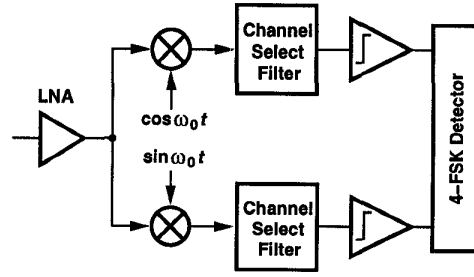 Channel
Select
Filter
LNA
cos ω₀ t
sin ω₀ t
Channel
Select
Filter
4–FSK Detector